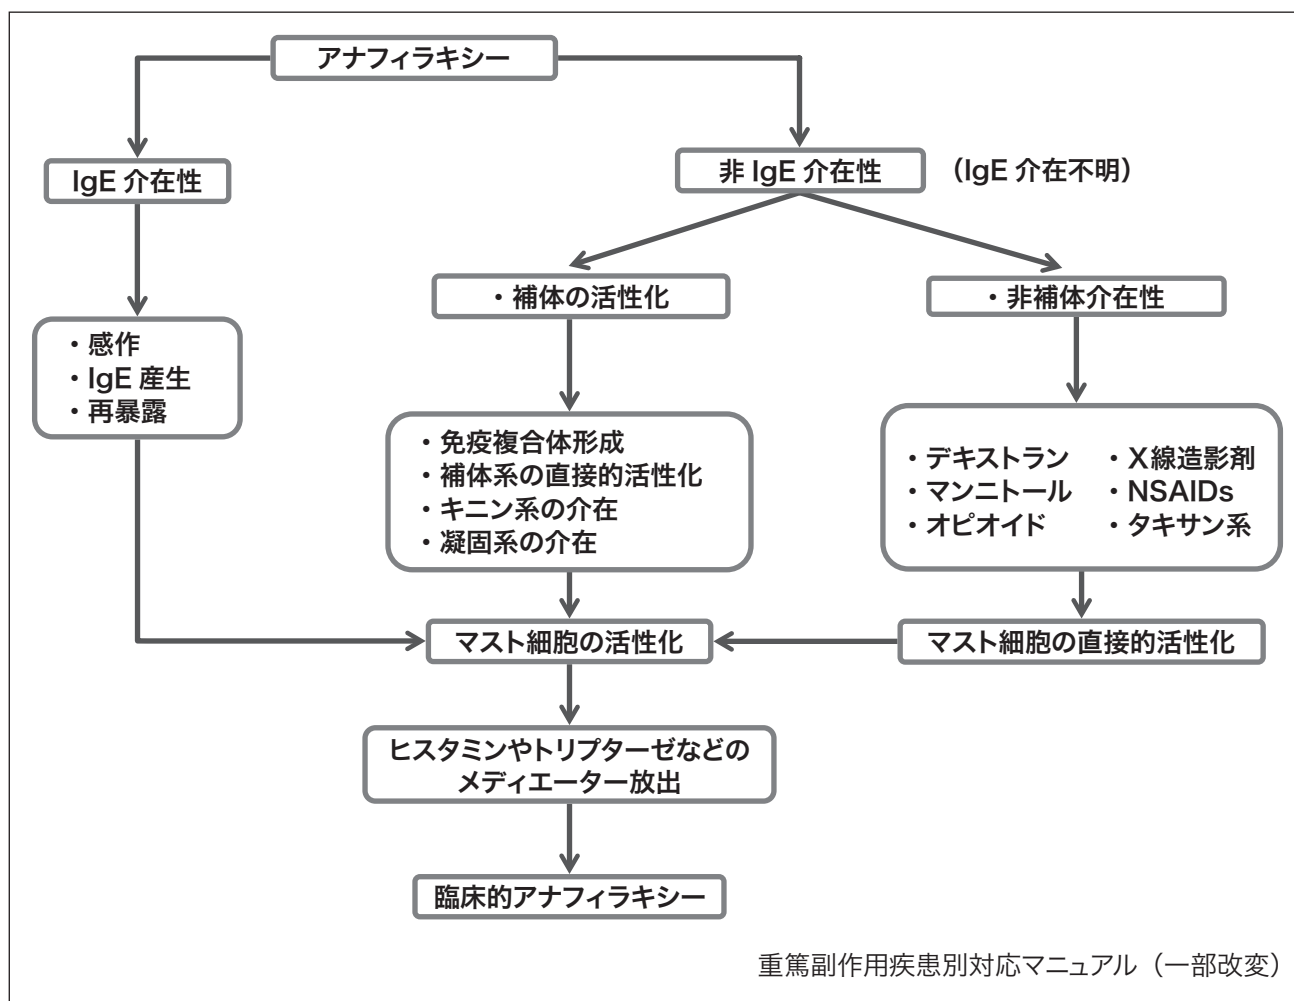 アナフィラキシー
IgE 介在性
非 IgE 介在性
（IgE 介在不明）
・補体の活性化
・非補体介在性
・感作
・IgE 産生
・再暴露
・免疫複合体形成
・補体系の直接的活性化
・キニン系の介在
・凝固系の介在
・デキストラン
・マンニトール
・オピオイド
・X線造影剤
・NSAIDs
・タキサン系
マスト細胞の活性化
マスト細胞の直接的活性化
ヒスタミンやトリプターゼなどの
メディエーター放出
臨床的アナフィラキシー
重篤副作用疾患別対応マニュアル（一部改変）